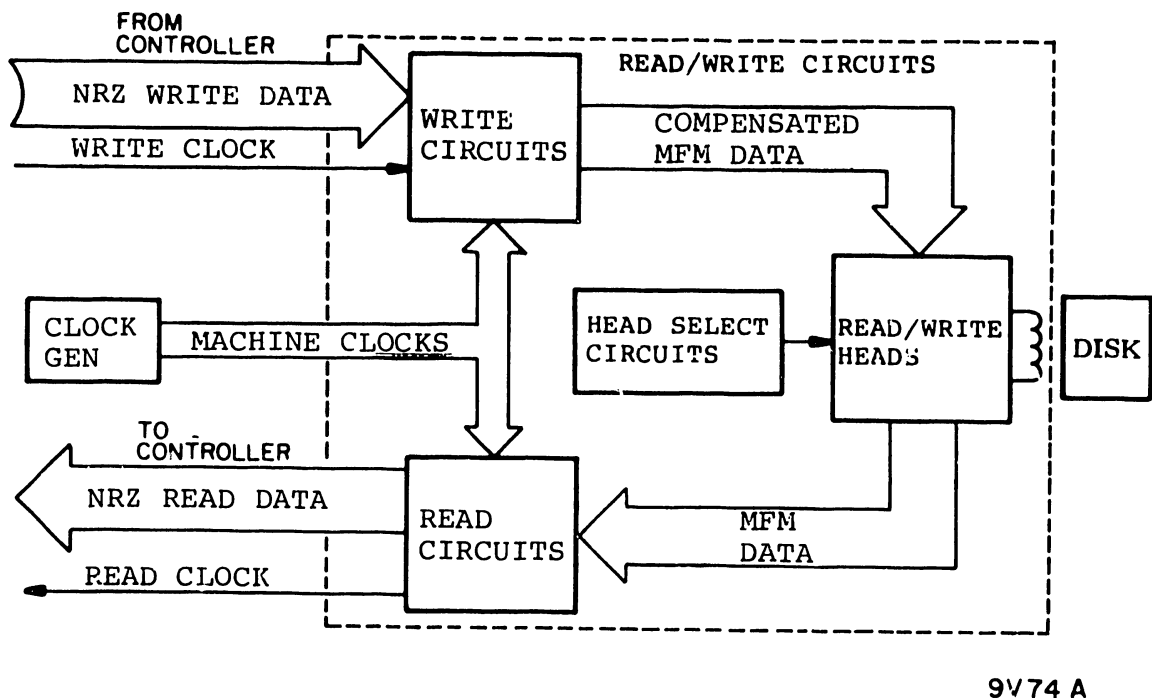 FROM
CONTROLLER
NRZ WRITE DATA
WRITE CLOCK
WRITE
CIRCUITS
READ/WRITE CIRCUITS
COMPENSATED
MFM DATA
CLOCK
GEN
MACHINE CLOCKS
HEAD SELECT
CIRCUITS
READ/WRITE
HEADS
DISK
TO
CONTROLLER
NRZ READ DATA
READ CLOCK
READ
CIRCUITS
MFM
DATA
9V74 A